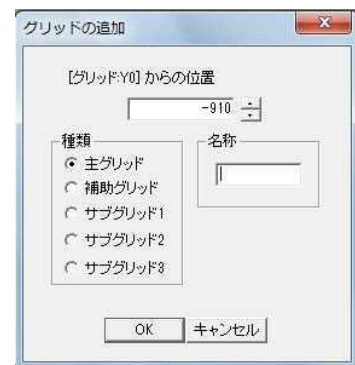 グリッドの追加
[グリッド:Y0] からの位置
-910
種類
主グリッド
補助グリッド
サブグリッド1
サブグリッド2
サブグリッド3
名称
OK
キャンセル